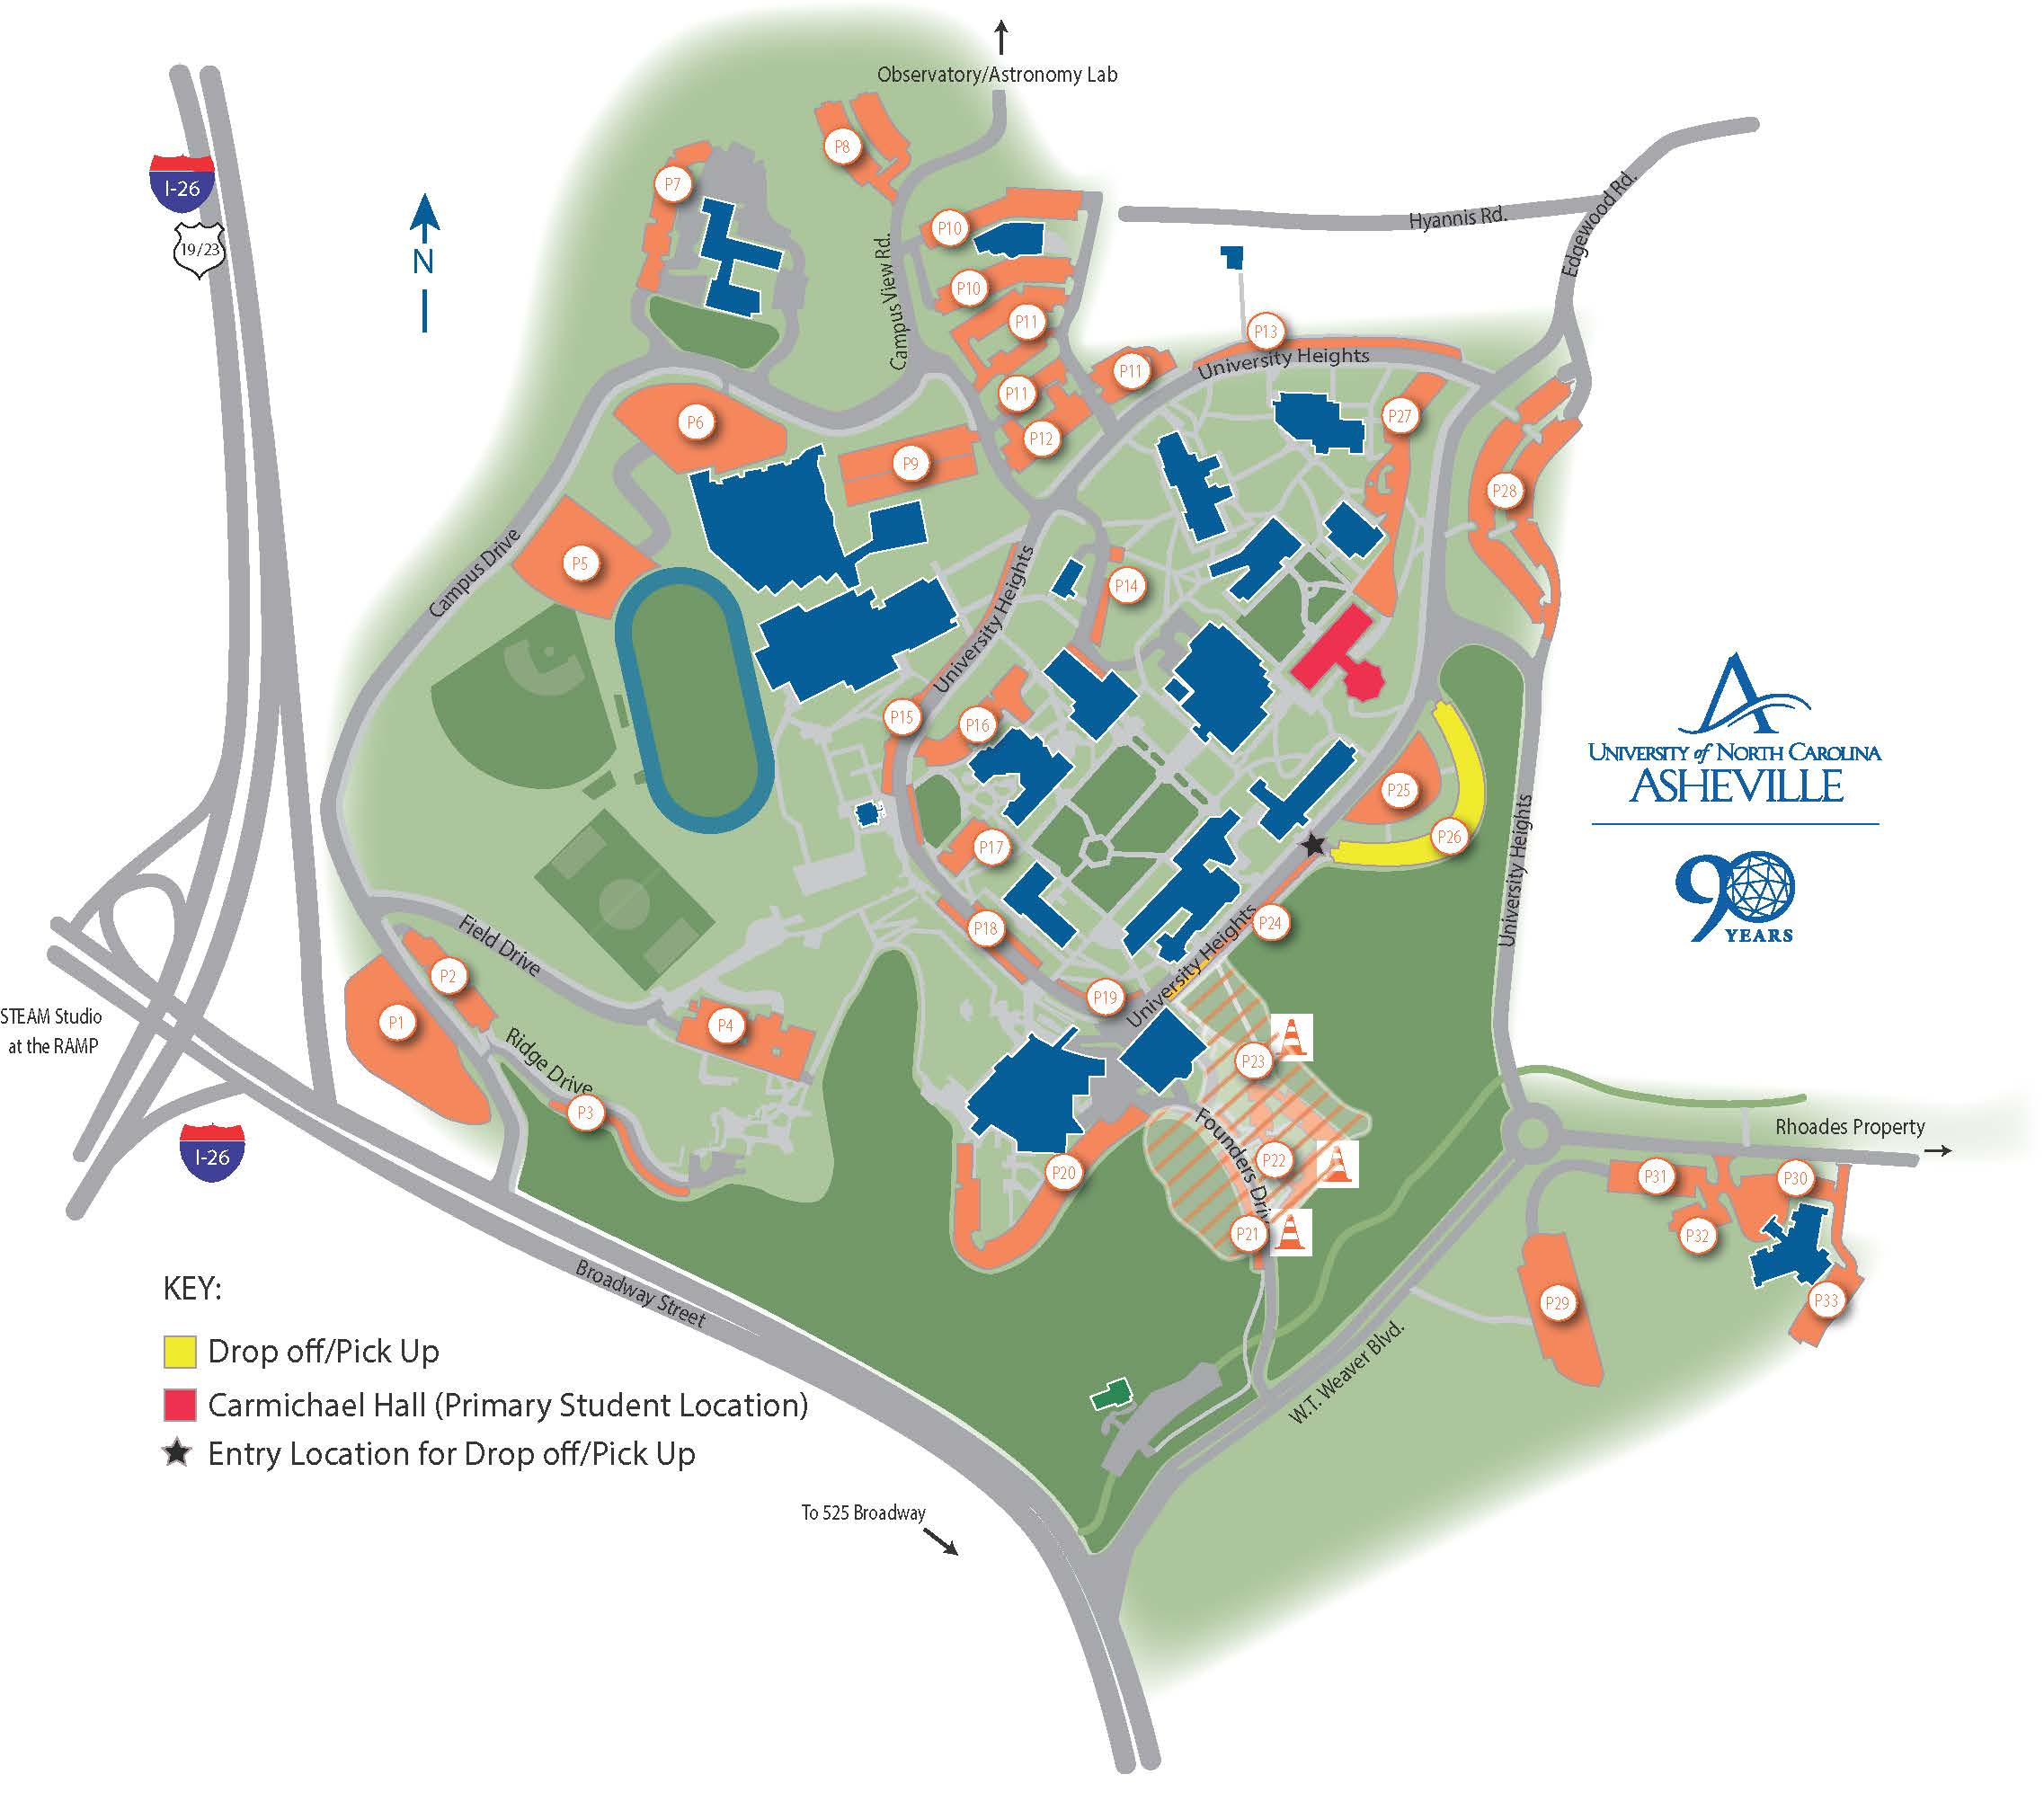 Observatory/Astronomy Lab
I-26
19/23
N
P8
P7
P10
Campus View Rd.
Hyannis Rd.
Edgewood Rd.
P10
P11
P13
University Heights
P11
P11
P27
P6
P12
P9
P28
P5
Campus Drive
P14
University Heights
P15
P16
UNIVERSITY of NORTH CAROLINA
ASHEVILLE
P25
P26
P17
University Heights
90
YEARS
P24
P18
University Heights
Field Drive
P2
P19
P1
P4
STEAM Studio
at the RAMP
Ridge Drive
P23
P3
Founders Driv
Rhoades Property
I-26
P22
P20
P31
P30
P21
P32
P29
P33
Broadway Street
W.T. Weaver Blvd.
KEY:
Drop off/Pick Up
Carmichael Hall (Primary Student Location)
Entry Location for Drop off/Pick Up
To 525 Broadway